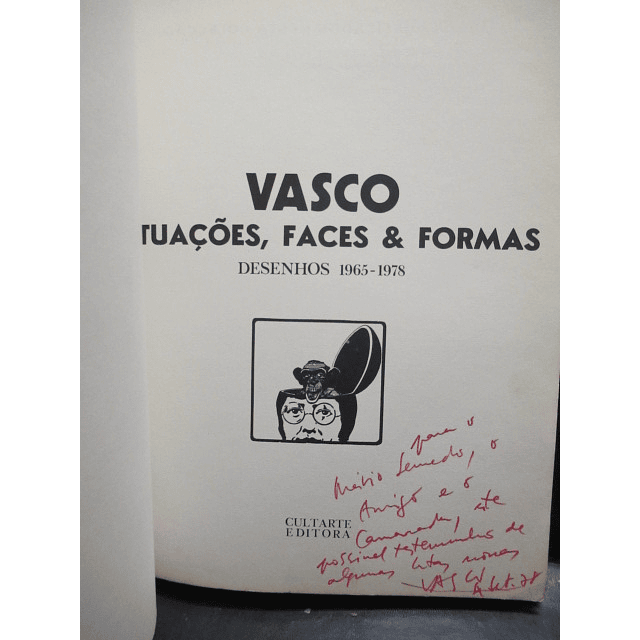 VASCO
TUAÇÕES, FACES & FORMAS
DESENHOS 1965-1978
CULTARTE
EDITORA
para o
Mário Semedo, o
Amigo e o
Camarada, este
possível testemunho de
algumas lutas nossas
VASCO